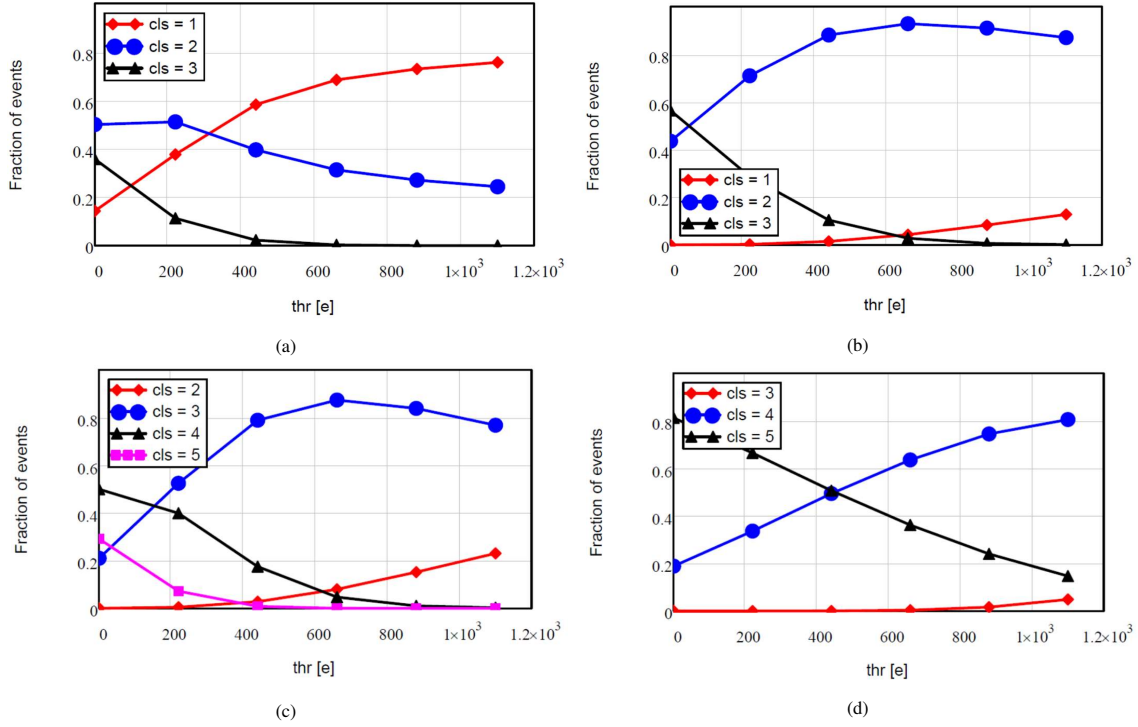 cls = 1
cls = 2
cls = 3
Fraction of events
0.8
0.6
0.4
0.2
0
0 200 400 600 800 1×10³ 1.2×10³
thr [e]
(a)
cls = 1
cls = 2
cls = 3
Fraction of events
0.8
0.6
0.4
0.2
0
0 200 400 600 800 1×10³ 1.2×10³
thr [e]
(b)
cls = 2
cls = 3
cls = 4
cls = 5
Fraction of events
0.8
0.6
0.4
0.2
0
0 200 400 600 800 1×10³ 1.2×10³
thr [e]
(c)
cls = 3
cls = 4
cls = 5
Fraction of events
0.8
0.6
0.4
0.2
0
0 200 400 600 800 1×10³ 1.2×10³
thr [e]
(d)